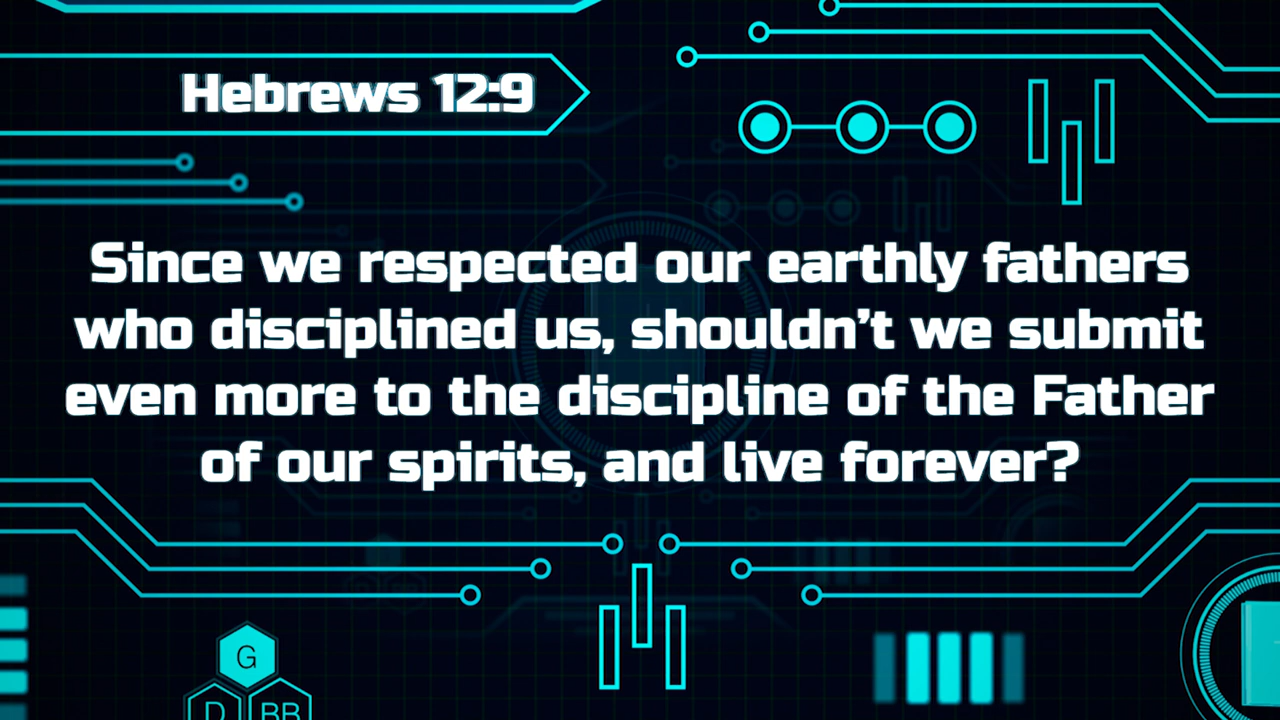 Hebrews 12:9
Since we respected our earthly fathers
who disciplined us, shouldn’t we submit
even more to the discipline of the Father
of our spirits, and live forever?
G
D BB